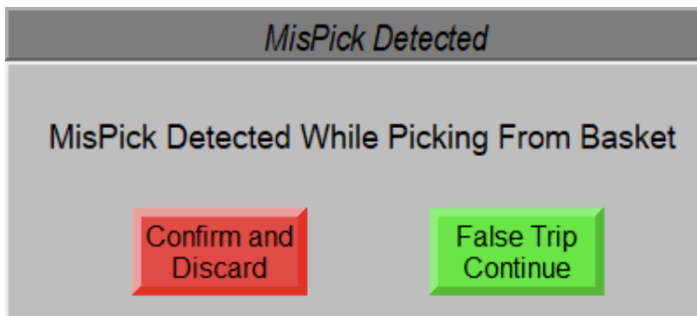 MisPick Detected
MisPick Detected While Picking From Basket
Confirm and
Discard
False Trip
Continue